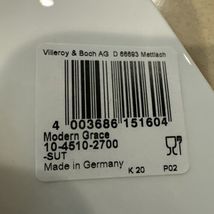 Villeroy & Boch AG D 66693 Mettlach
4 003686 151604
Modern Grace
10-4510-2700
-SUT
Made in Germany
K 20 P02